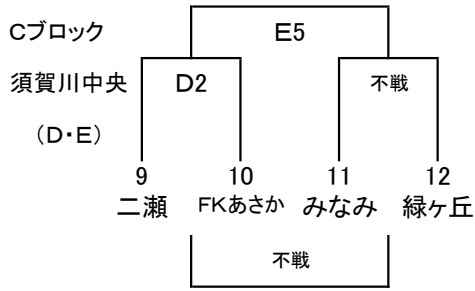 Cブロック E5
須賀川中央 D2 不戦
（D・E）
9 10 11 12
二瀬 FKあさか みなみ 緑ヶ丘
不戦